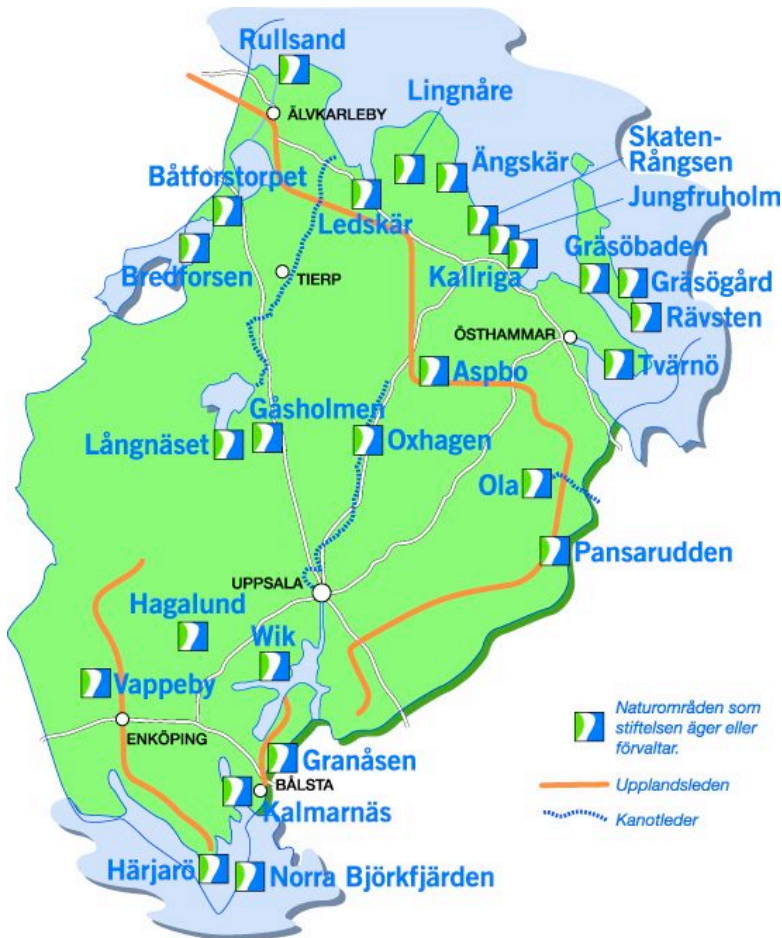 Rullsand
Lingnåre
ÄLVKARLEBY
Skaten-
Rångsen
Ängskär
Båtforstorpet
Jungfruholm
Ledskär
Gräsöbaden
Bredforsen
Kallriga
TIERP
Gräsögård
Rävsten
ÖSTHAMMAR
Aspbo
Tvärnö
Gåsholmen
Långnäset
Oxhagen
Ola
Pansarudden
UPPSALA
Hagalund
Wik
Vappeby
Naturområden som
stiftelsen äger eller
förvaltar.
ENKÖPING
Granåsen
BÅLSTA
Upplandsleden
Kalmarnäs
Kanotleder
Härjarö
Norra Björkfjärden